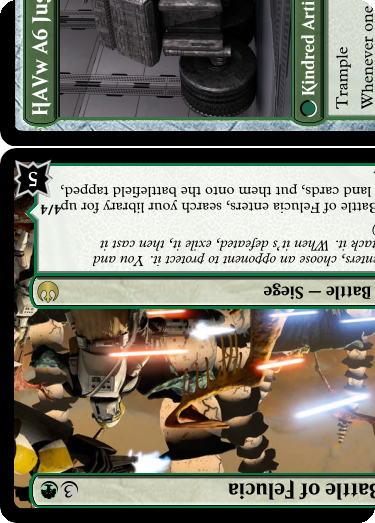 HAVw A6 Jug
Kindred Arti
Trample
Whenever one
Battle of Felucia
3
Battle — Siege
enters, choose an opponent to protect it. You and
tack it. When it's defeated, exile it, then cast it
)
Battle of Felucia enters, search your library for up
land cards, put them onto the battlefield tapped,
4/4
5